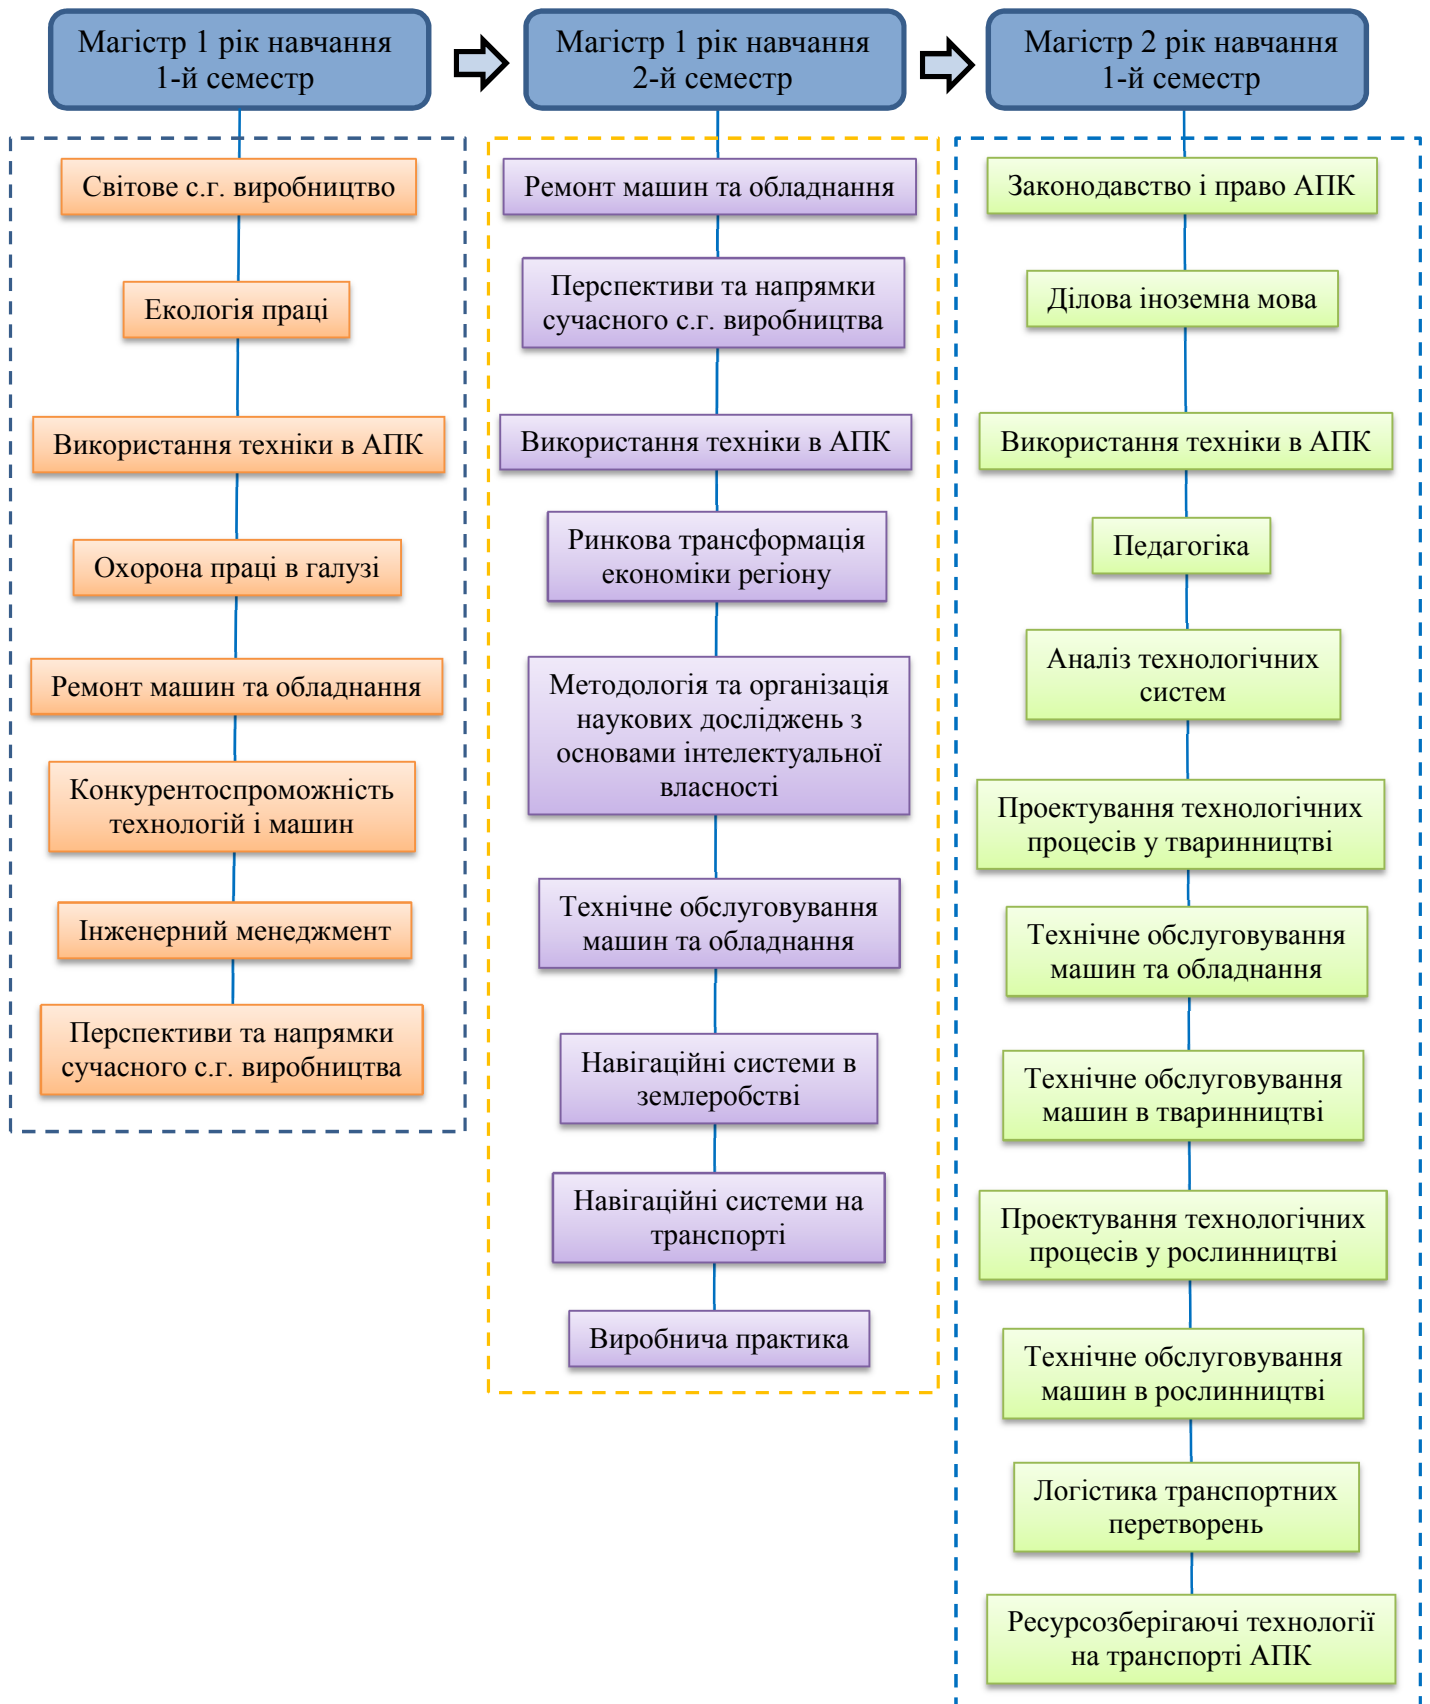 Магістр 1 рік навчання
1-й семестр
Світове с.г. виробництво
Екологія праці
Використання техніки в АПК
Охорона праці в галузі
Ремонт машин та обладнання
Конкурентоспроможність
технологій і машин
Інженерний менеджмент
Перспективи та напрямки
сучасного с.г. виробництва
Магістр 1 рік навчання
2-й семестр
Ремонт машин та обладнання
Перспективи та напрямки
сучасного с.г. виробництва
Використання техніки в АПК
Ринкова трансформація
економіки регіону
Методологія та організація
наукових досліджень з
основами інтелектуальної
власності
Технічне обслуговування
машин та обладнання
Навігаційні системи в
землеробстві
Навігаційні системи на
транспорті
Виробнича практика
Магістр 2 рік навчання
1-й семестр
Законодавство і право АПК
Ділова іноземна мова
Використання техніки в АПК
Педагогіка
Аналіз технологічних
систем
Проектування технологічних
процесів у тваринництві
Технічне обслуговування
машин та обладнання
Технічне обслуговування
машин в тваринництві
Проектування технологічних
процесів у рослинництві
Технічне обслуговування
машин в рослинництві
Логістика транспортних
перетворень
Ресурсозберігаючі технології
на транспорті АПК